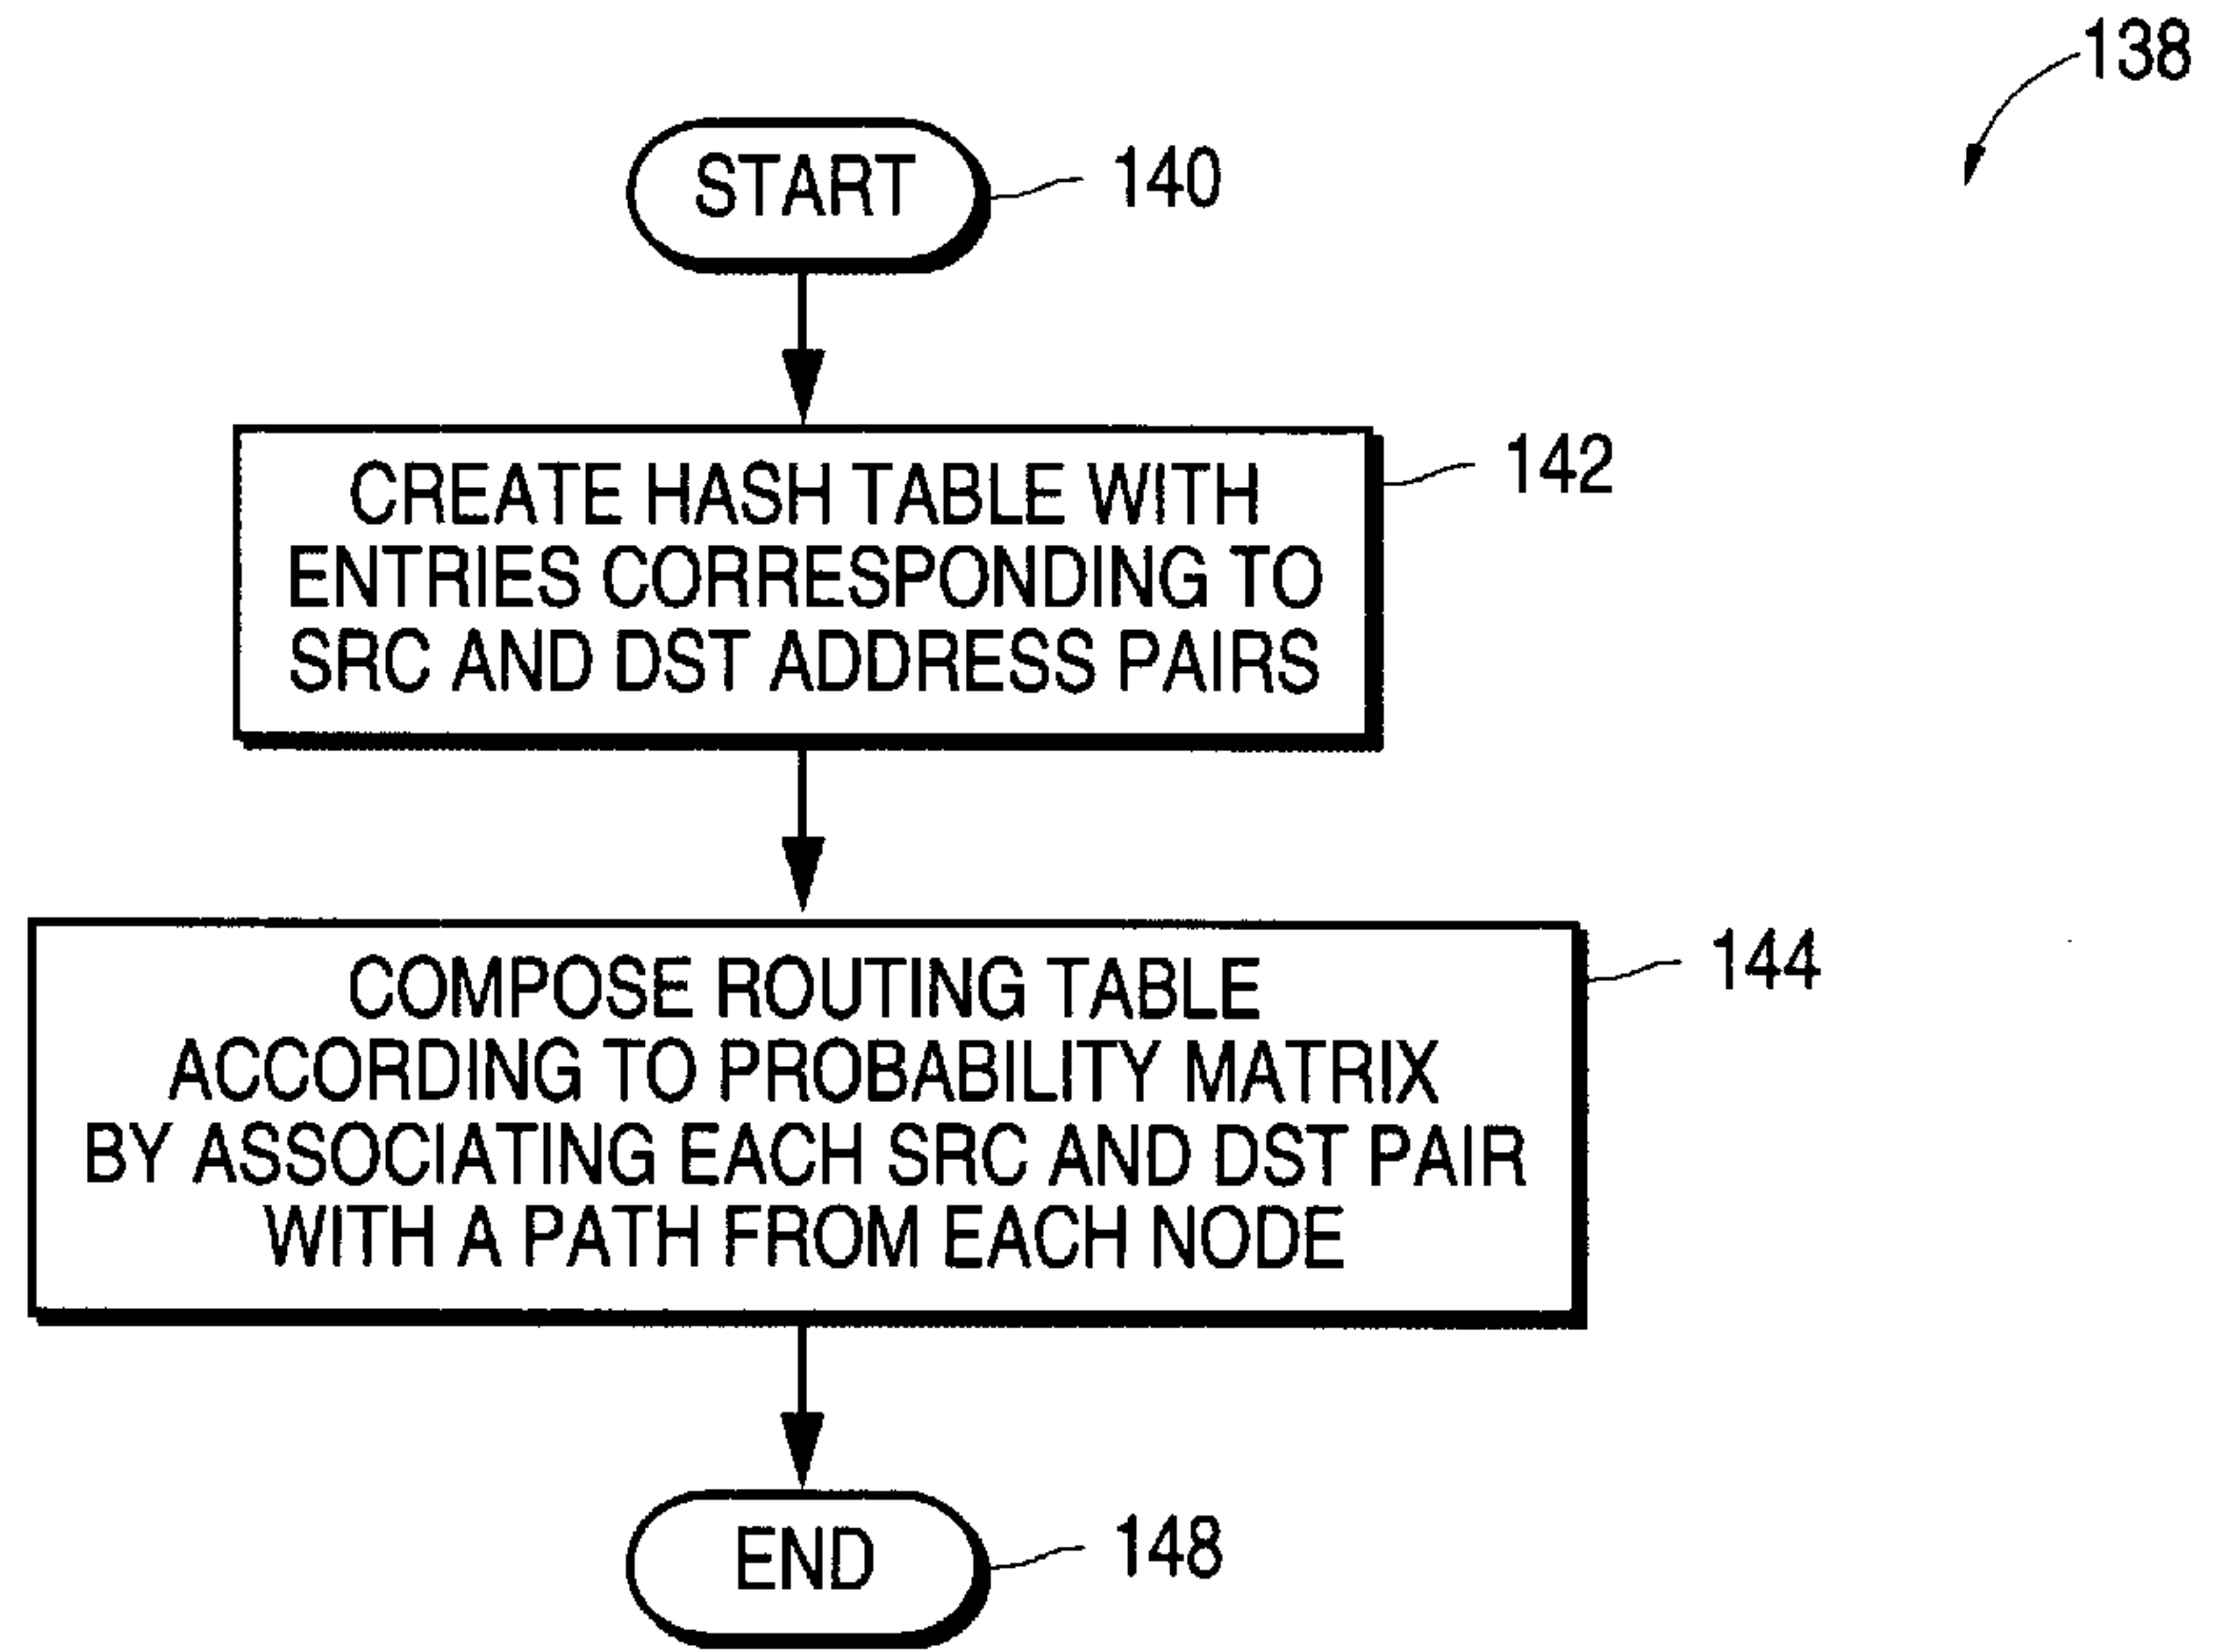 138
START
140
CREATE HASH TABLE WITH
ENTRIES CORRESPONDING TO
SRC AND DST ADDRESS PAIRS
142
COMPOSE ROUTING TABLE
ACCORDING TO PROBABILITY MATRIX
BY ASSOCIATING EACH SRC AND DST PAIR
WITH A PATH FROM EACH NODE
144
END
148